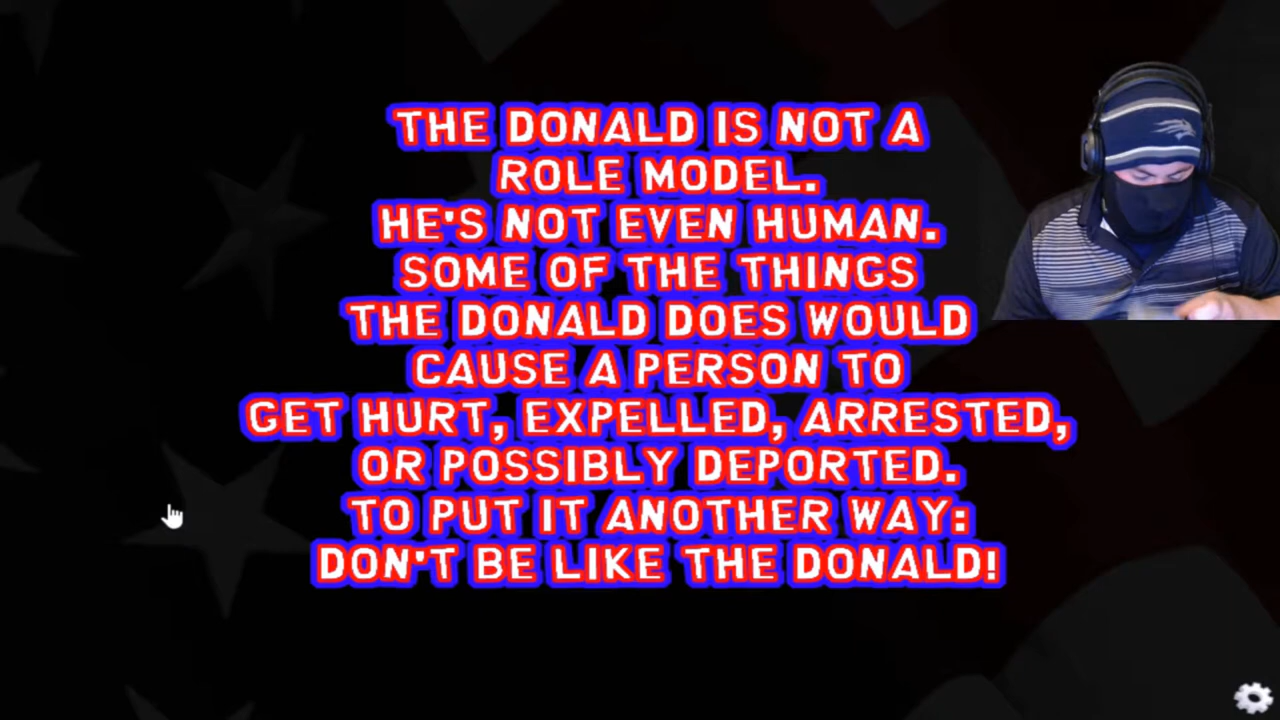 THE DONALD IS NOT A
ROLE MODEL.
HE'S NOT EVEN HUMAN.
SOME OF THE THINGS
THE DONALD DOES WOULD
CAUSE A PERSON TO
GET HURT, EXPELLED, ARRESTED,
OR POSSIBLY DEPORTED.
TO PUT IT ANOTHER WAY:
DON'T BE LIKE THE DONALD!